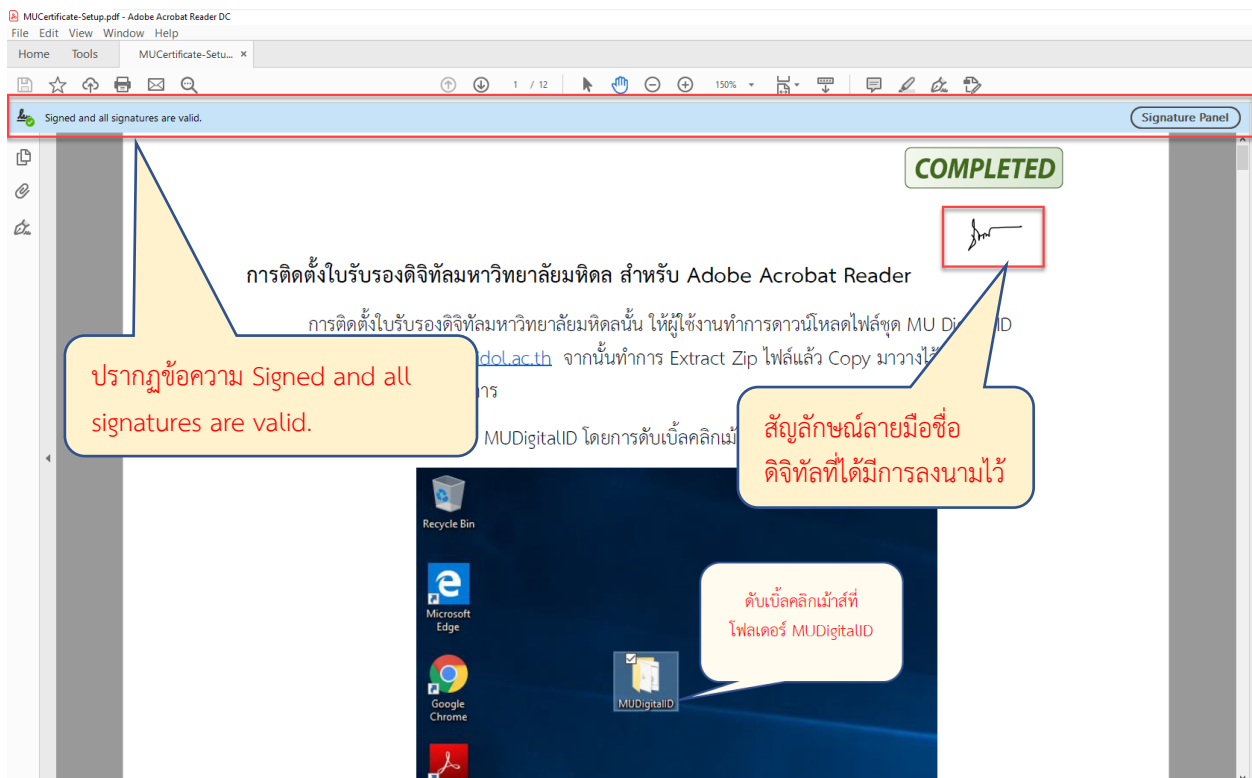 MUCertificate-Setup.pdf - Adobe Acrobat Reader DC
File Edit View Window Help
Home Tools MUCertificate-Setu... ×
1 / 12 150%
Signed and all signatures are valid. Signature Panel
COMPLETED
การติดตั้งใบรับรองดิจิทัลมหาวิทยาลัยมหิดล สำหรับ Adobe Acrobat Reader
การติดตั้งใบรับรองดิจิทัลมหาวิทยาลัยมหิดลนั้น ให้ผู้ใช้งานทำการดาวน์โหลดไฟล์ชุด MU
idol.ac.th จากนั้นทำการ Extract Zip ไฟล์แล้ว Copy มาวางไว้
ปรากฏข้อความ Signed and all
signatures are valid.
MUDigitalID โดยการดับเบิ้ลคลิก
สัญลักษณ์ลายมือชื่อ
ดิจิทัลที่ได้มีการลงนามไว้
Recycle Bin
Microsoft
Edge
ดับเบิ้ลคลิกเม้าส์ที่
โฟลเดอร์ MUDigitalID
MUDigitalID
Google
Chrome